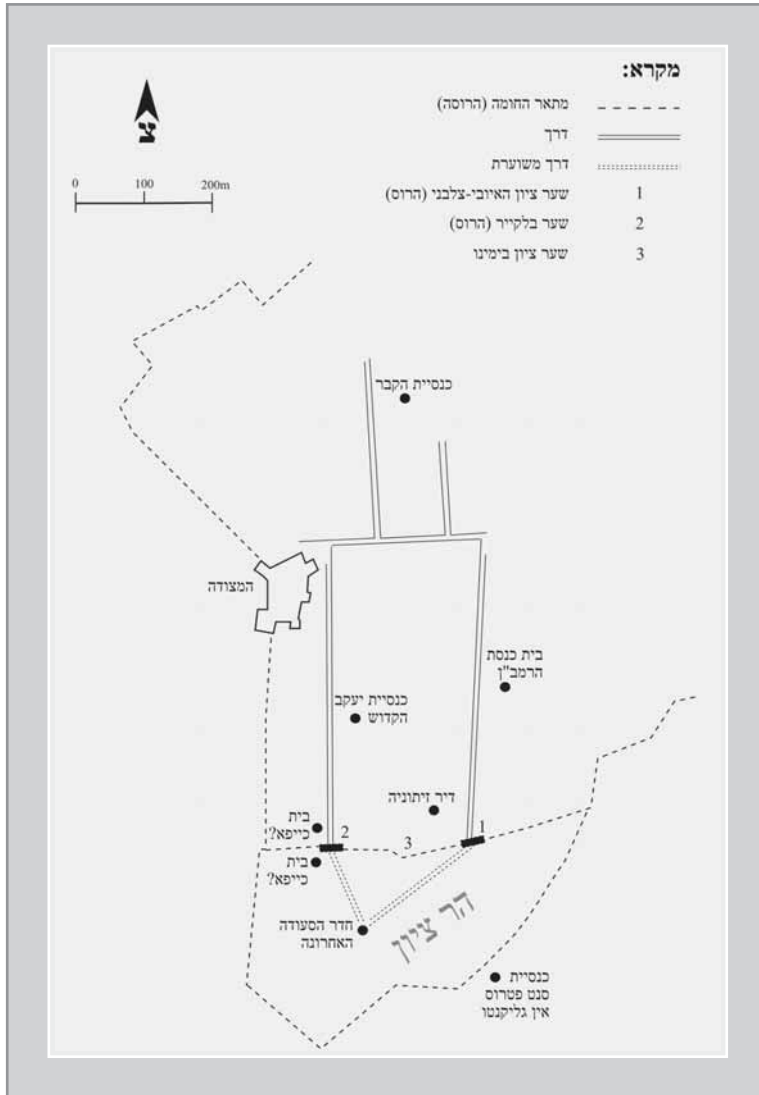 מקרא:
מתאר החומה (הרוסה)
דרך
דרך משוערת
שער ציון האיובי-צלבני (הרוס) 1
שער בלקייר (הרוס) 2
שער ציון בימינו 3
צ
0 100 200m
כנסיית הקבר
המצודה
בית כנסת
הרמב"ן
כנסיית יעקב
הקדוש
דיר זיתוניה
בית
כייפא?
2
3
1
בית
כייפא?
חדר הסעודה
האחרונה
הר ציון
כנסיית
סנט פטרוס
אין גליקנטו